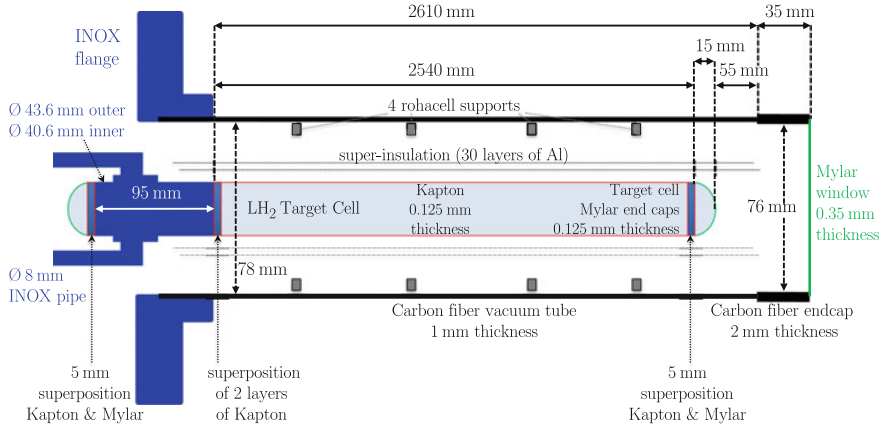 2610 mm
35 mm
INOX
flange
15 mm
2540 mm
55 mm
4 rohacell supports
Ø 43.6 mm outer
Ø 40.6 mm inner
super-insulation (30 layers of Al)
95 mm
LH₂ Target Cell
Kapton
0.125 mm
thickness
Target cell
Mylar end caps
0.125 mm thickness
76 mm
Mylar
window
0.35 mm
thickness
Ø 8 mm
INOX pipe
78 mm
Carbon fiber vacuum tube
1 mm thickness
Carbon fiber endcap
2 mm thickness
5 mm
superposition
Kapton & Mylar
superposition
of 2 layers
of Kapton
5 mm
superposition
Kapton & Mylar